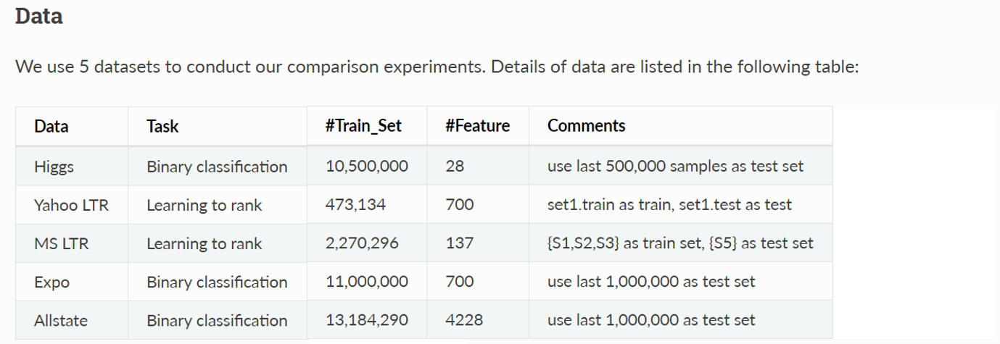 Data
We use 5 datasets to conduct our comparison experiments. Details of data are listed in the following table:
Data Task #Train_Set #Feature Comments
Higgs Binary classification 10,500,000 28 use last 500,000 samples as test set
Yahoo LTR Learning to rank 473,134 700 set1.train as train, set1.test as test
MS LTR Learning to rank 2,270,296 137 {S1,S2,S3} as train set, {S5} as test set
Expo Binary classification 11,000,000 700 use last 1,000,000 as test set
Allstate Binary classification 13,184,290 4228 use last 1,000,000 as test set